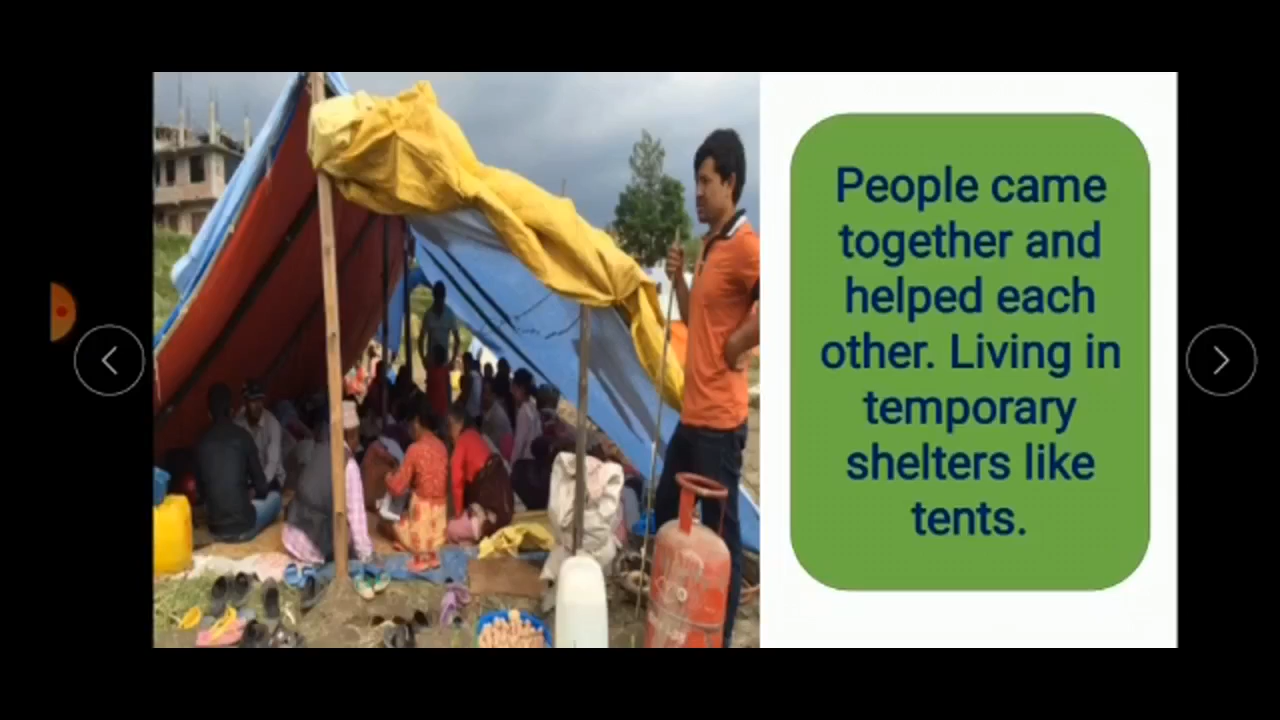 People came
together and
helped each
other. Living in
temporary
shelters like
tents.